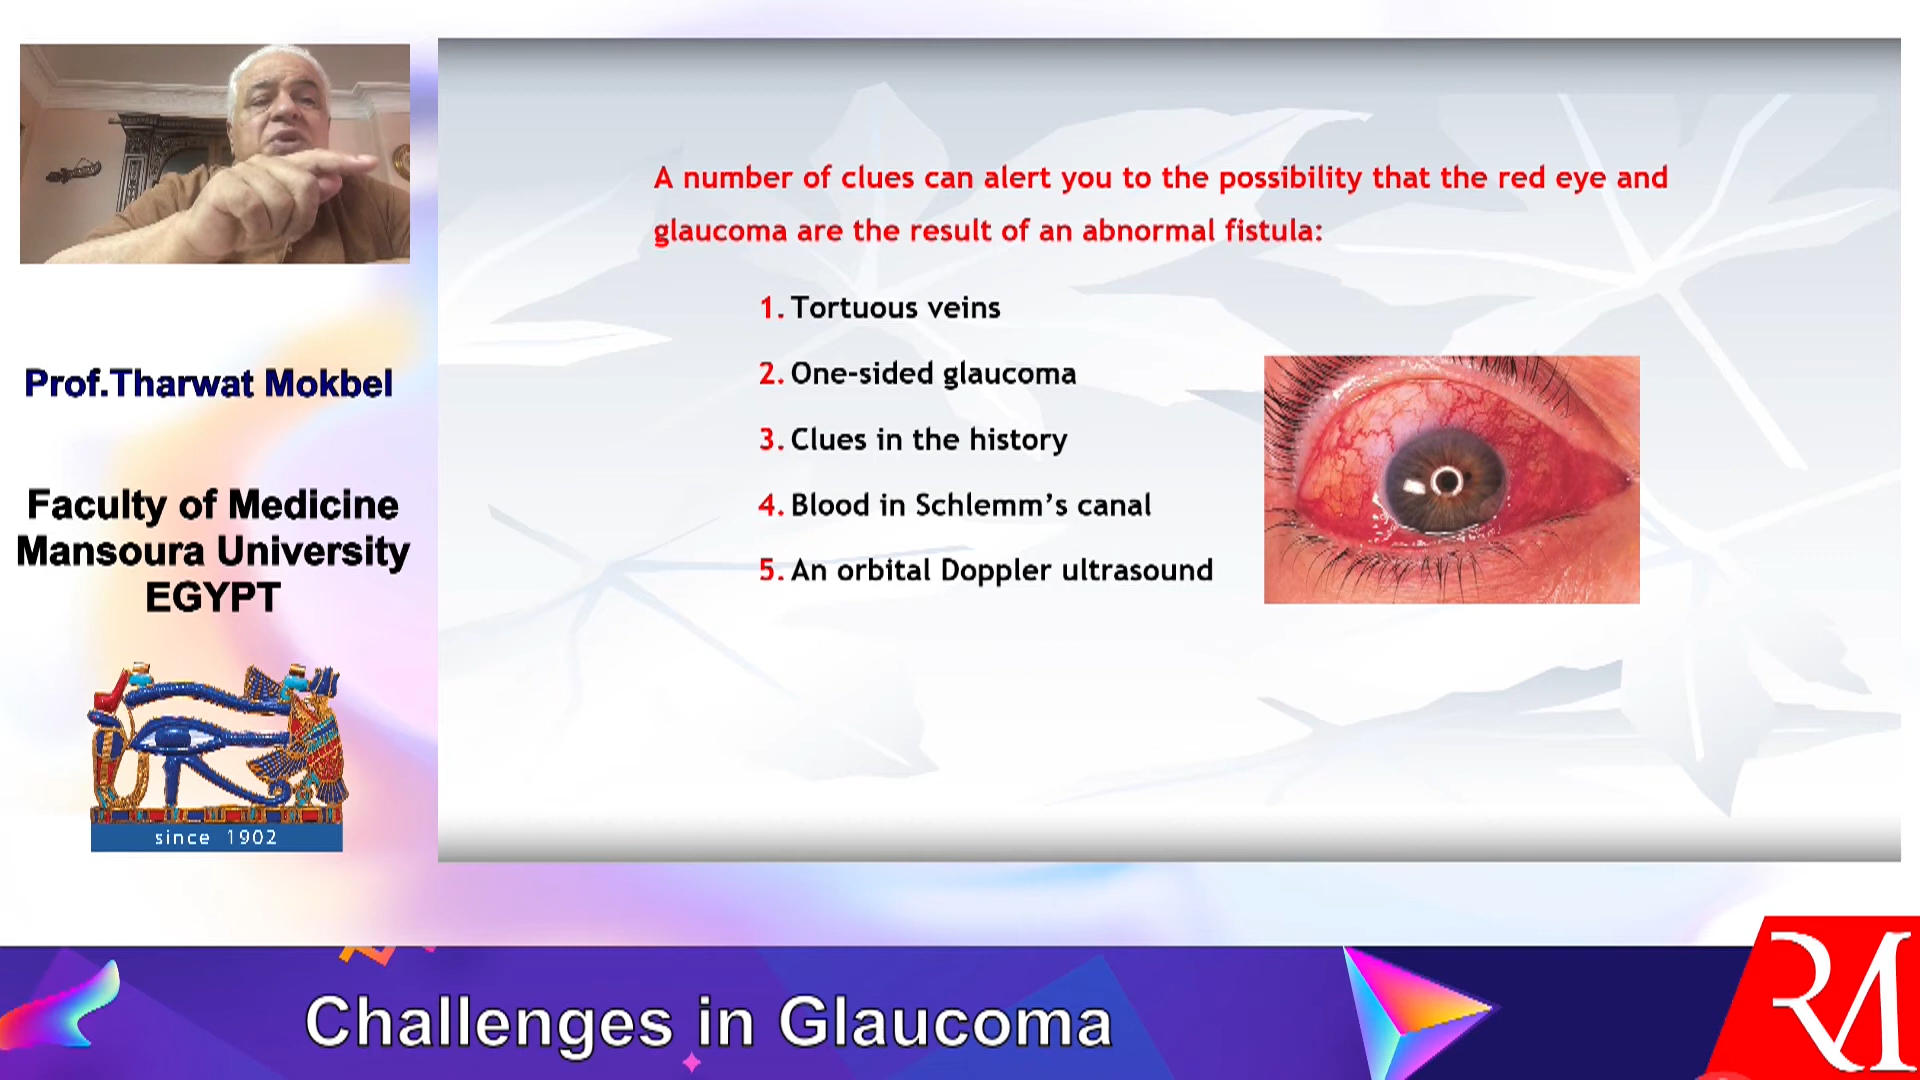 Prof.Tharwat Mokbel
Faculty of Medicine
Mansoura University
EGYPT
since 1902
A number of clues can alert you to the possibility that the red eye and
glaucoma are the result of an abnormal fistula:
1. Tortuous veins
2. One-sided glaucoma
3. Clues in the history
4. Blood in Schlemm’s canal
5. An orbital Doppler ultrasound
Challenges in Glaucoma
RM